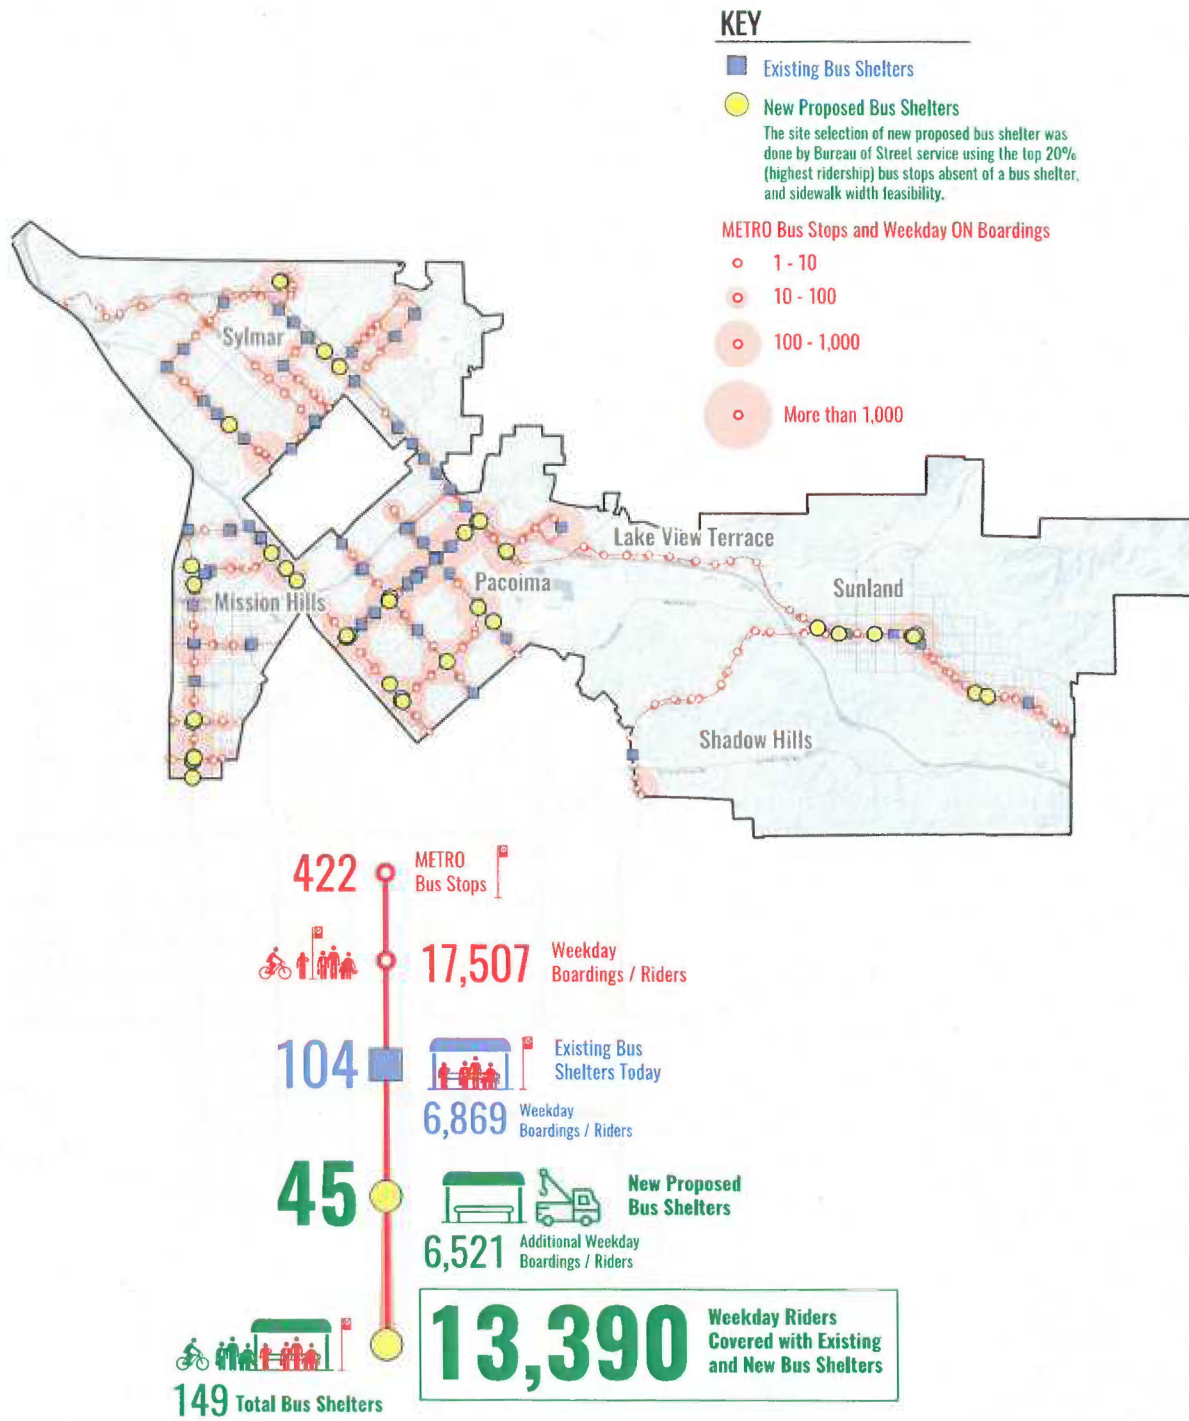 KEY
Existing Bus Shelters
New Proposed Bus Shelters
The site selection of new proposed bus shelter was
done by Bureau of Street service using the top 20%
(highest ridership) bus stops absent of a bus shelter,
and sidewalk width feasibility.
METRO Bus Stops and Weekday ON Boardings
1 - 10
10 - 100
100 - 1,000
More than 1,000
Sylmar
Lake View Terrace
Pacoima
Sunland
Mission Hills
Shadow Hills
422
METRO
Bus Stops
17,507
Weekday
Boardings / Riders
104
Existing Bus
Shelters Today
6,869
Weekday
Boardings / Riders
45
New Proposed
Bus Shelters
6,521
Additional Weekday
Boardings / Riders
13,390
Weekday Riders
Covered with Existing
and New Bus Shelters
149 Total Bus Shelters